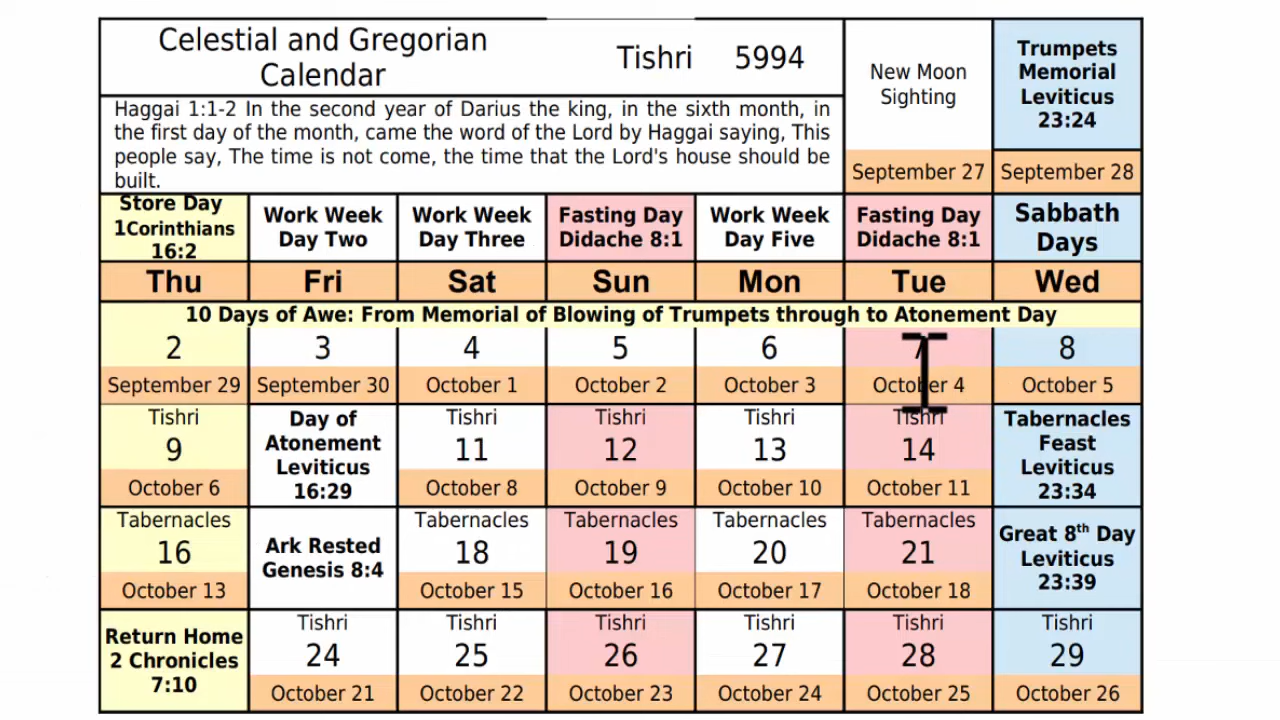 Celestial and Gregorian
Calendar
Tishri 5994
New Moon
Sighting
September 27
Trumpets
Memorial
Leviticus
23:24
September 28
Haggai 1:1-2 In the second year of Darius the king, in the sixth month, in
the first day of the month, came the word of the Lord by Haggai saying, This
people say, The time is not come, the time that the Lord's house should be
built.
Store Day
1Corinthians
16:2
Work Week
Day Two
Work Week
Day Three
Fasting Day
Didache 8:1
Work Week
Day Five
Fasting Day
Didache 8:1
Sabbath
Days
Thu Fri Sat Sun Mon Tue Wed
10 Days of Awe: From Memorial of Blowing of Trumpets through to Atonement Day
2 3 4 5 6 7 8
September 29 September 30 October 1 October 2 October 3 October 4 October 5
Tishri
9
October 6
Day of
Atonement
Leviticus
16:29
Tishri
11
October 8
Tishri
12
October 9
Tishri
13
October 10
Tishri
14
October 11
Tabernacles
Feast
Leviticus
23:34
Tabernacles
16
October 13
Ark Rested
Genesis 8:4
Tabernacles
18
October 15
Tabernacles
19
October 16
Tabernacles
20
October 17
Tabernacles
21
October 18
Great 8th Day
Leviticus
23:39
Return Home
2 Chronicles
7:10
Tishri
24
October 21
Tishri
25
October 22
Tishri
26
October 23
Tishri
27
October 24
Tishri
28
October 25
Tishri
29
October 26